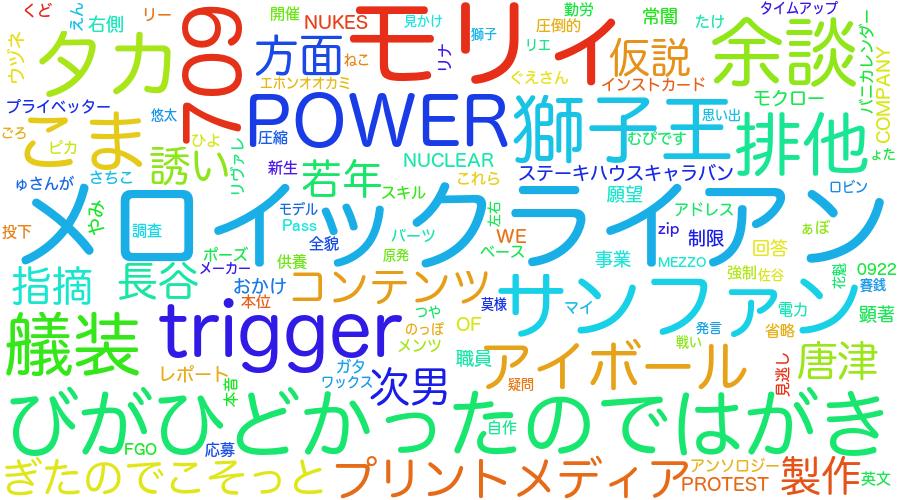 くど
えん
右側
リー
開催
NUKES
見かけ
獅子
圧倒的
勤労
常闇
たけ
タイムアップ
ウヅネ
タカ
709
方面
ねこ
リナ
モリィ
リエ
仮説
余談
バニカレンダー
COMPANY
エホンオオカミ
ぐえさん
インストカード
プライベッター
悠太
POWER
獅子王
モクロー
思い出
ごろ
こま
ピカ
ひよ
圧縮
むびです
排他
ょた
誘い
リヴァレ
新生
若年
NUCLEAR
ステーキハウスキャラバン
ゅさんが
さちこ
スキル
これら
願望
ロビン
メロイックライアン
やみ
調査
モデル
Pass
左右
アドレス
ぁぼ
投下
全貌
パーツ
WE
zip
制限
回答
ポーズ
原発
ベース
事業
MEZZO
メーカー
供養
強制
佐谷
花魁
0922
指摘
長谷
おかけ
本位
コンテンツ
莫様
サンファン
マイ
電力
賽銭
顕著
艤装
trigger
つや
のっぽ
OF
発言
省略
メンツ
戦い
レポート
本音
ガタ
ワックス
次男
職員
疑問
アイボール
見逃し
唐津
びがひどかったのではがき
FGO
応募
自作
ぎたのでこそっと
プリントメディア
アンソロジー
PROTEST
製作
英文